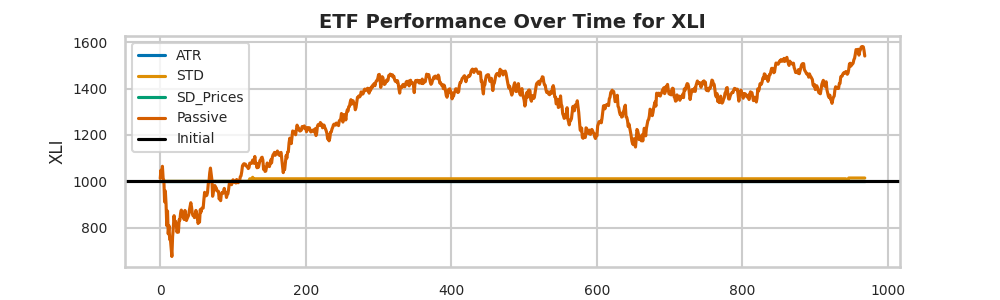 ETF Performance Over Time for XLI
1600
1400
1200
1000
800
XLI
ATR
STD
SD_Prices
Passive
Initial
0 200 400 600 800 1000